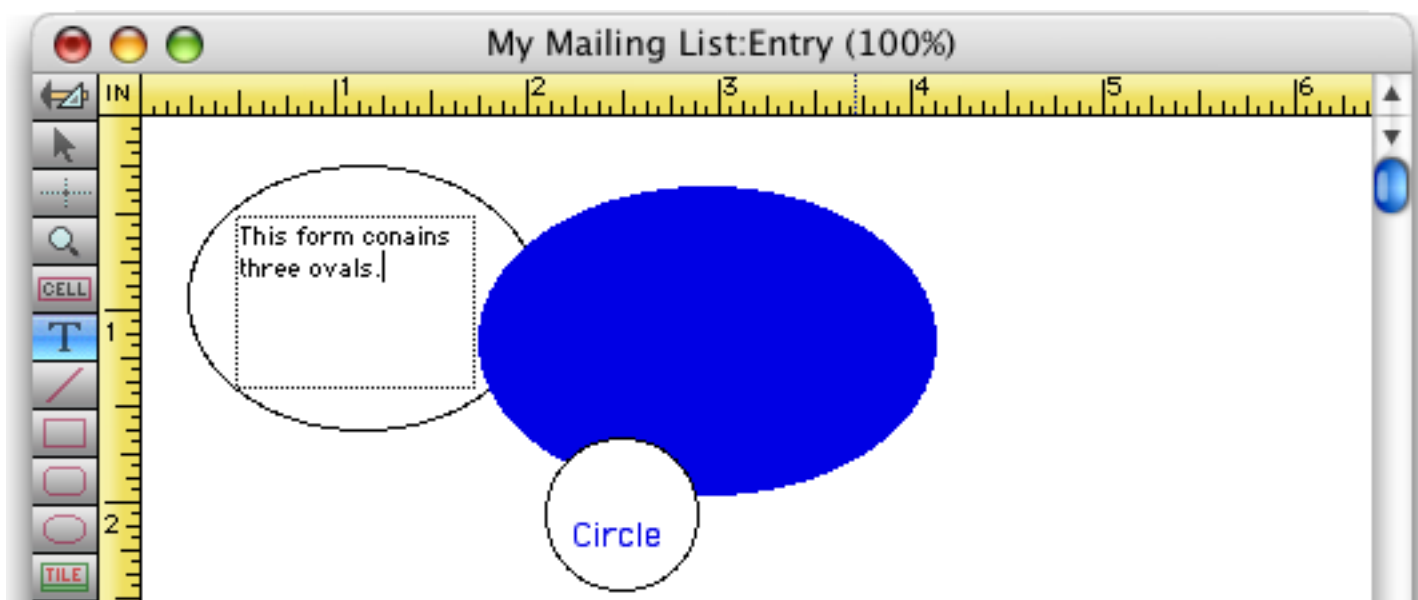 My Mailing List:Entry (100%)
IN 1 2 3 4 5 6
This form conains
three ovals.
CELL
T
1
2
Circle
TILE